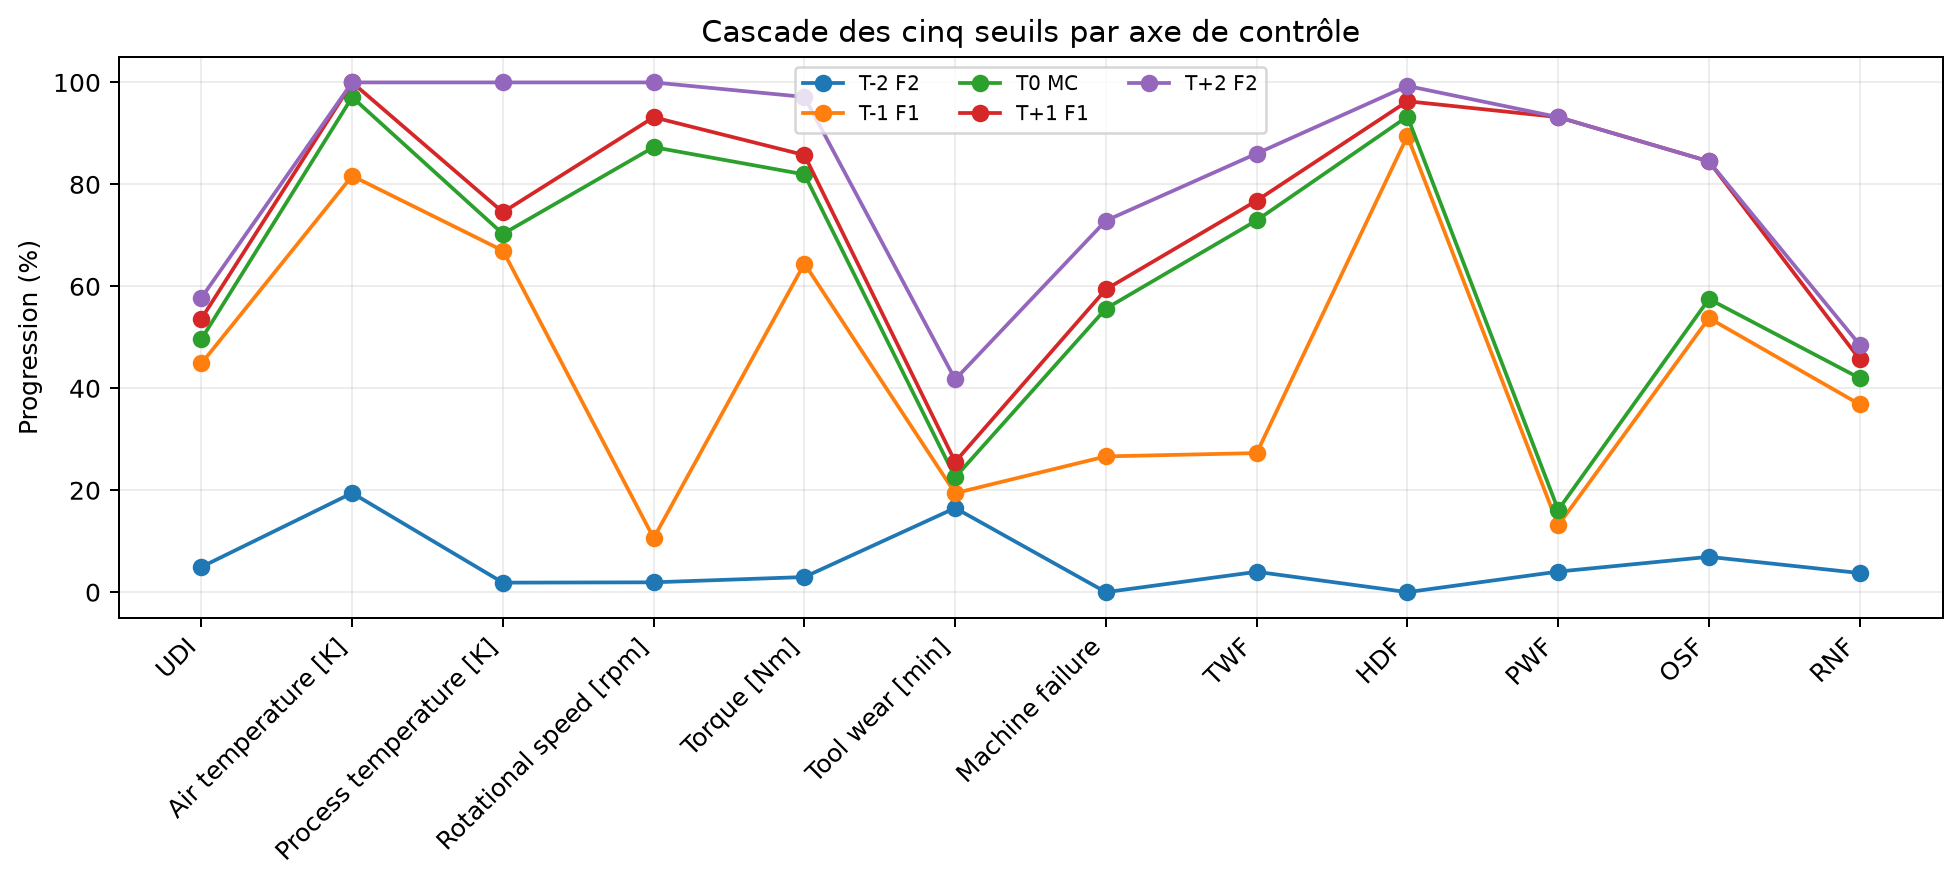 Cascade des cinq seuils par axe de contrôle
T-2 F2
T-1 F1
T0 MC
T+1 F1
T+2 F2
Progression (%)
100
80
60
40
20
0
UDI
Air temperature [K]
Process temperature [K]
Rotational speed [rpm]
Torque [Nm]
Tool wear [min]
Machine failure
TWF
HDF
PWF
OSF
RNF